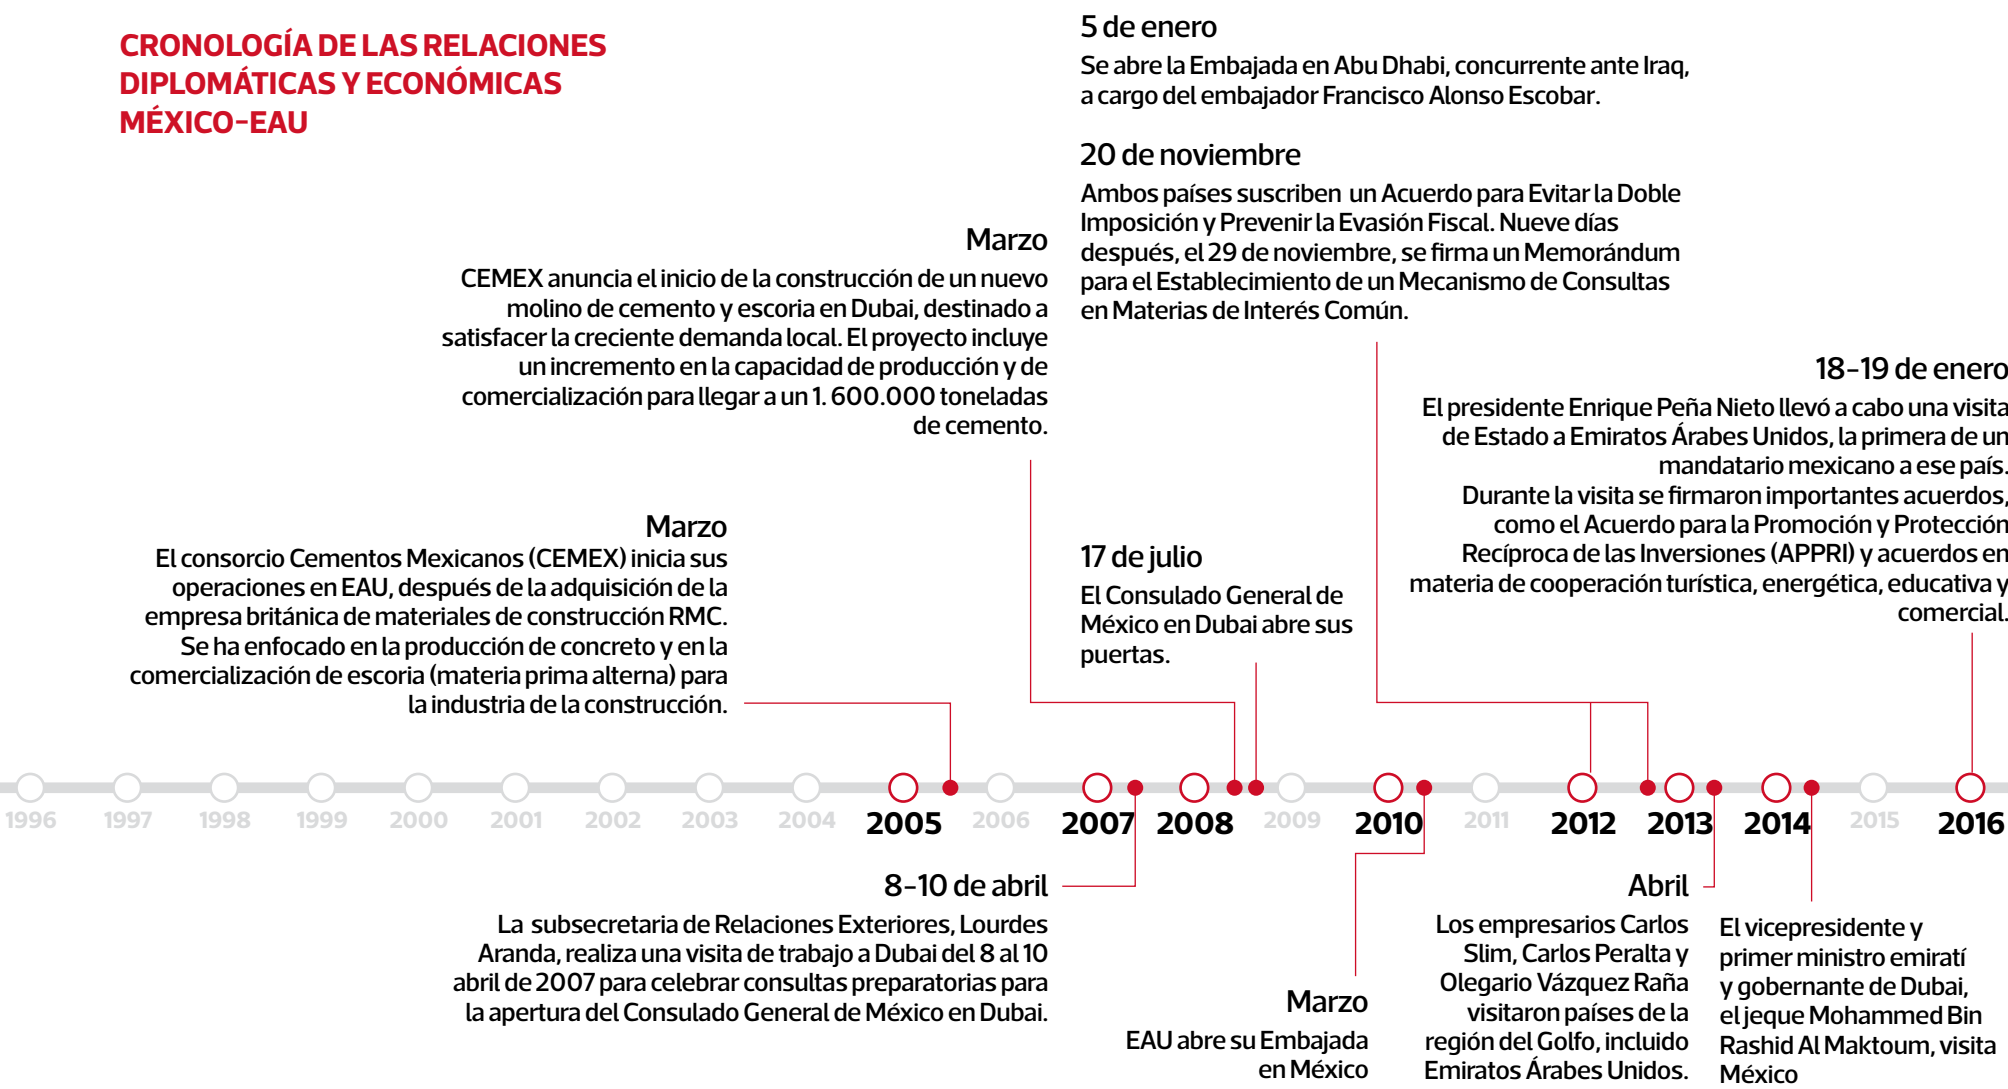 CRONOLOGÍA DE LAS RELACIONES
DIPLOMÁTICAS Y ECONÓMICAS
MÉXICO-EAU
5 de enero
Se abre la Embajada en Abu Dhabi, concurrente ante Iraq,
a cargo del embajador Francisco Alonso Escobar.
20 de noviembre
Ambos países suscriben un Acuerdo para Evitar la Doble
Imposición y Prevenir la Evasión Fiscal. Nueve días
después, el 29 de noviembre, se firma un Memorándum
para el Establecimiento de un Mecanismo de Consultas
en Materias de Interés Común.
Marzo
CEMEX anuncia el inicio de la construcción de un nuevo
molino de cemento y escoria en Dubai, destinado a
satisfacer la creciente demanda local. El proyecto incluye
un incremento en la capacidad de producción y de
comercialización para llegar a un 1. 600.000 toneladas
de cemento.
18-19 de enero
El presidente Enrique Peña Nieto llevó a cabo una visita
de Estado a Emiratos Árabes Unidos, la primera de un
mandatario mexicano a ese país.
Durante la visita se firmaron importantes acuerdos,
como el Acuerdo para la Promoción y Protección
Recíproca de las Inversiones (APPRI) y acuerdos en
materia de cooperación turística, energética, educativa y
comercial.
Marzo
El consorcio Cementos Mexicanos (CEMEX) inicia sus
operaciones en EAU, después de la adquisición de la
empresa británica de materiales de construcción RMC.
Se ha enfocado en la producción de concreto y en la
comercialización de escoria (materia prima alterna) para
la industria de la construcción.
17 de julio
El Consulado General de
México en Dubai abre sus
puertas.
1996 1997 1998 1999 2000 2001 2002 2003 2004 2005 2006 2007 2008 2009 2010 2011 2012 2013 2014 2015 2016
8-10 de abril
La subsecretaria de Relaciones Exteriores, Lourdes
Aranda, realiza una visita de trabajo a Dubai del 8 al 10
abril de 2007 para celebrar consultas preparatorias para
la apertura del Consulado General de México en Dubai.
Marzo
EAU abre su Embajada
en México
Abril
Los empresarios Carlos
Slim, Carlos Peralta y
Olegario Vázquez Raña
visitaron países de la
región del Golfo, incluido
Emiratos Árabes Unidos.
El vicepresidente y
primer ministro emiratí
y gobernante de Dubai,
el jeque Mohammed Bin
Rashid Al Maktoum, visita
México